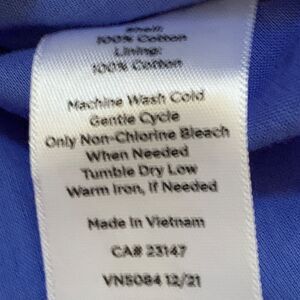 Shell:
100% Cotton
Lining:
100% Cotton
Machine Wash Cold
Gentle Cycle
Only Non-Chlorine Bleach
When Needed
Tumble Dry Low
Warm Iron, If Needed
Made In Vietnam
CA# 23147
VN5084 12/21